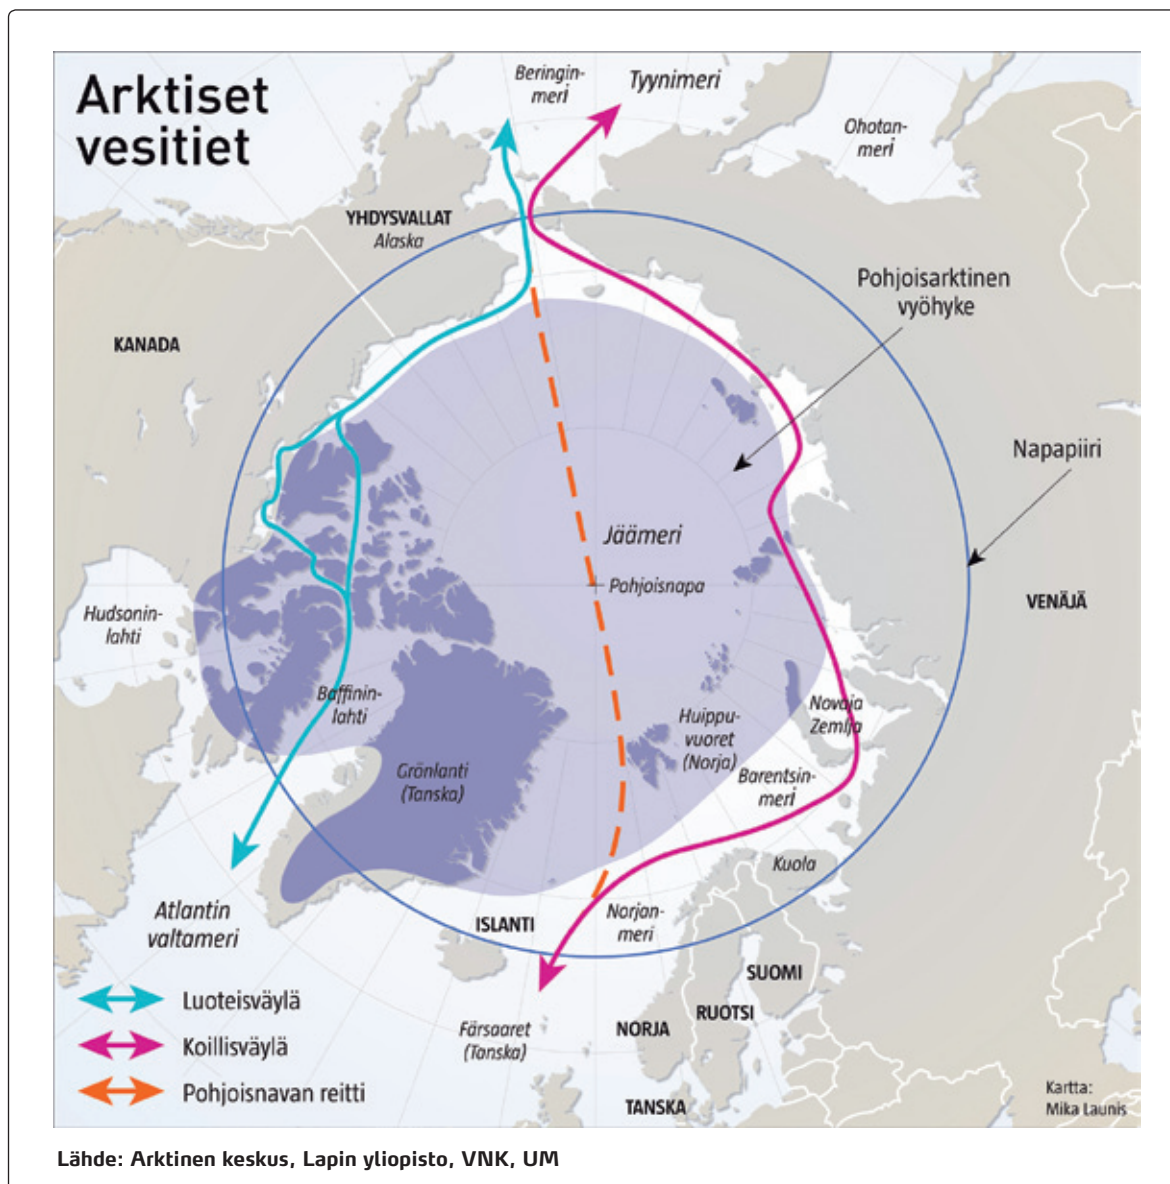 Arktiset
vesitiet
Beringin-
meri
Tyynimeri
Ohotan-
meri
YHDYSVALLAT
Alaska
Pohjoisarktinen
vyöhyke
KANADA
Napapiiri
Jäämeri
Pohjoisnapa
VENÄJÄ
Hudsonin-
lahti
Baffinin-
lahti
Huippu-
vuoret
(Norja)
Novaja
Zemlja
Grönlanti
(Tanska)
Barentsin-
meri
Kuola
Atlantin
valtameri
ISLANTI
Norjan-
meri
SUOMI
RUOTSI
NORJA
Färsaaret
(Tanska)
TANSKA
Luoteisväylä
Koillisväylä
Pohjoisnavan reitti
Kartta:
Mika Launis
Lähde: Arktinen keskus, Lapin yliopisto, VNK, UM